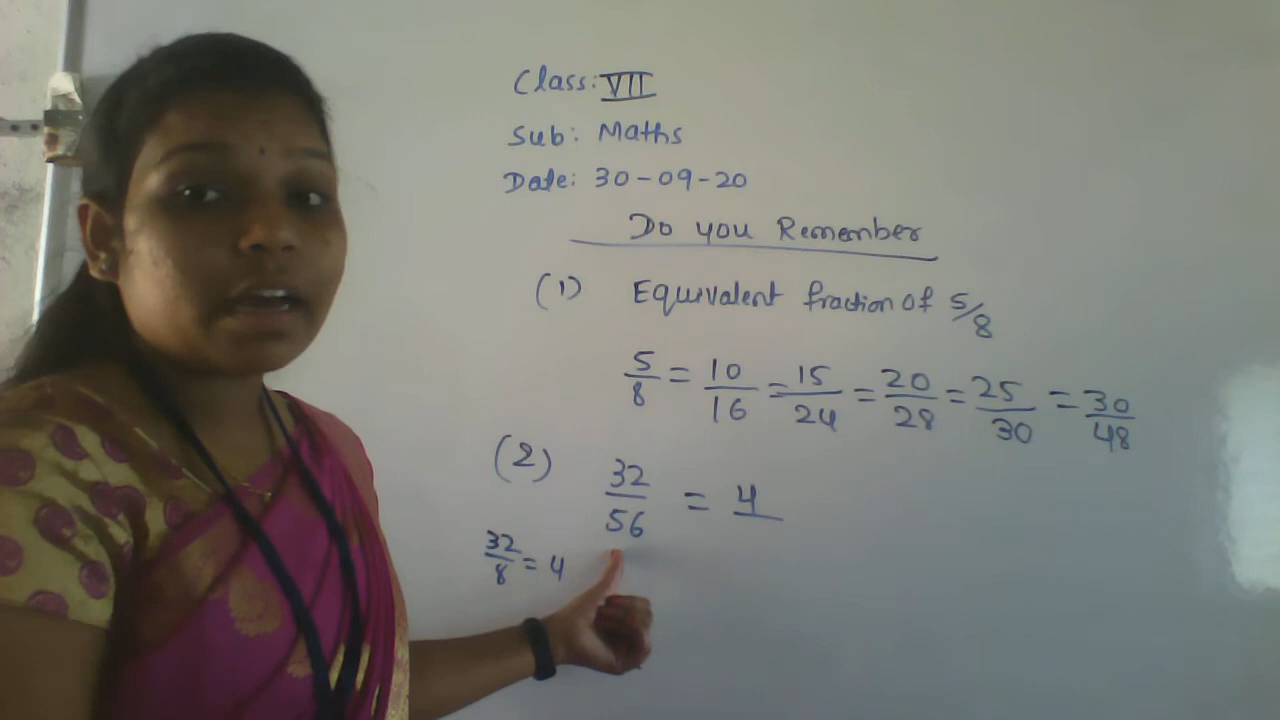 Class: VII
Sub: Maths
Date: 30-09-20
Do you Remember
(1) Equivalent fraction of 5/8
5/8 = 10/16 = 15/24 = 20/28 = 25/30 = 30/48
(2) 32/56 = 4
32/8 = 4